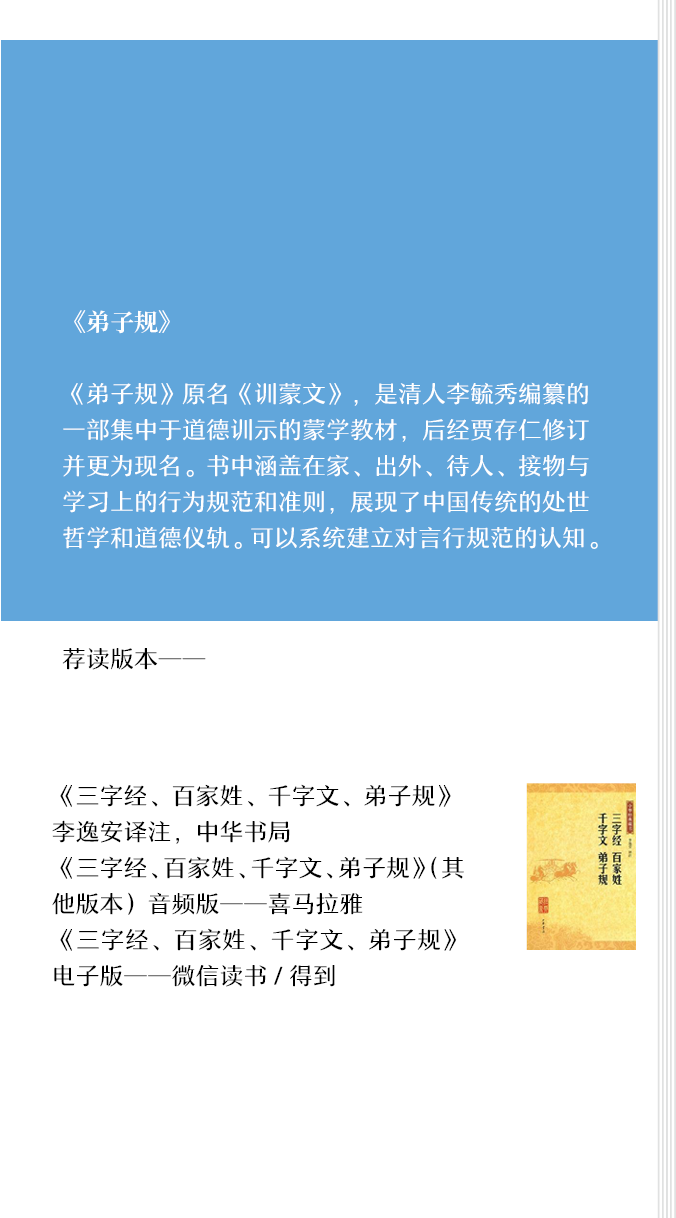 《弟子规》
《弟子规》原名《训蒙文》，是清人李毓秀编纂的
一部集中于道德训示的蒙学教材，后经贾存仁修订
并更为现名。书中涵盖在家、出外、待人、接物与
学习上的行为规范和准则，展现了中国传统的处世
哲学和道德仪轨。可以系统建立对言行规范的认知。
荐读版本——
《三字经、百家姓、千字文、弟子规》
李逸安译注，中华书局
《三字经、百家姓、千字文、弟子规》（其
他版本）音频版——喜马拉雅
《三字经、百家姓、千字文、弟子规》
电子版——微信读书 / 得到
三字经 百家姓
千字文 弟子规